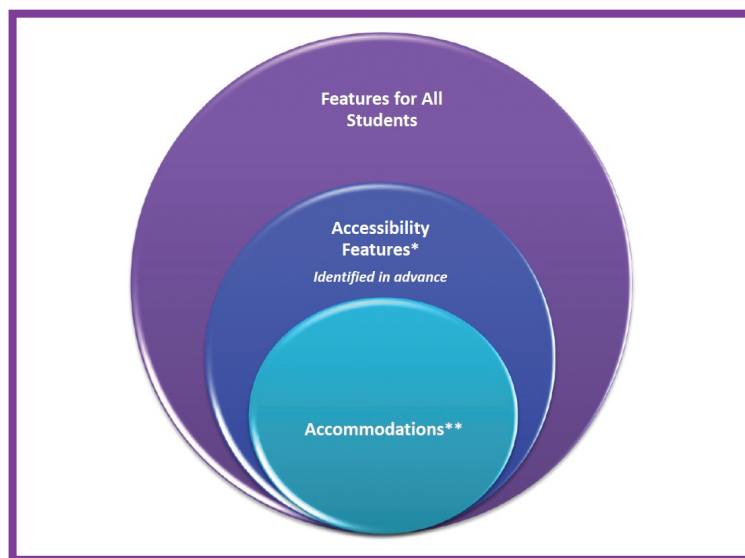 Features for All
Students
Accessibility
Features*
Identified in advance
Accommodations**